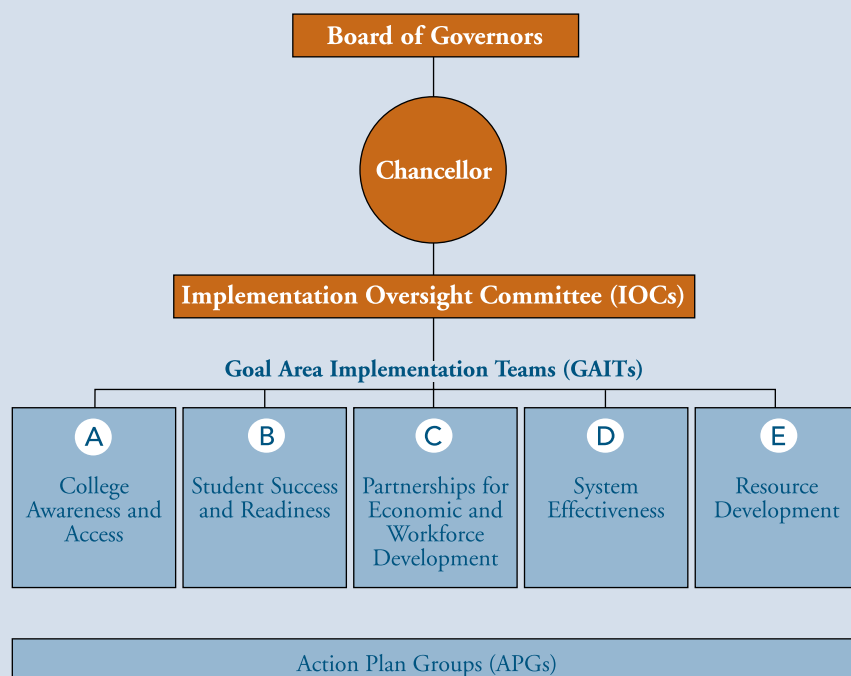 Board of Governors
Chancellor
Implementation Oversight Committee (IOCs)
Goal Area Implementation Teams (GAITs)
A
College
Awareness and
Access
B
Student Success
and Readiness
C
Partnerships for
Economic and
Workforce
Development
D
System
Effectiveness
E
Resource
Development
Action Plan Groups (APGs)